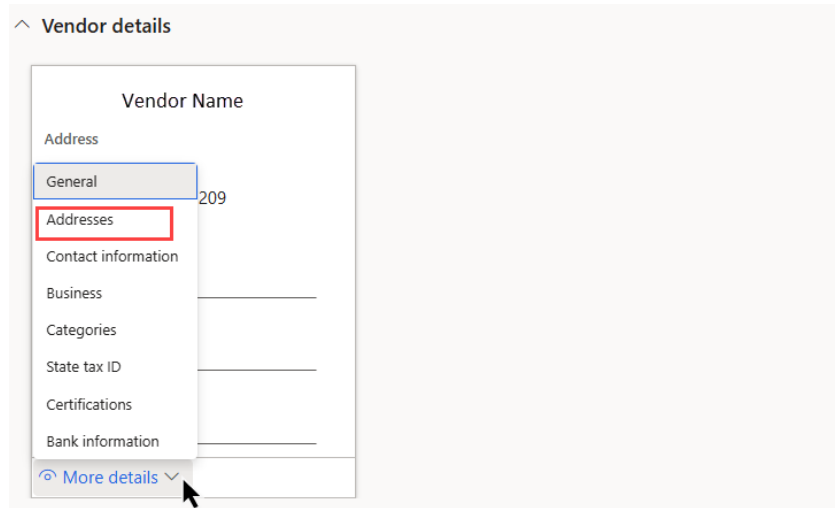 Vendor details
Vendor Name
Address
General
209
Addresses
Contact information
Business
Categories
State tax ID
Certifications
Bank information
More details